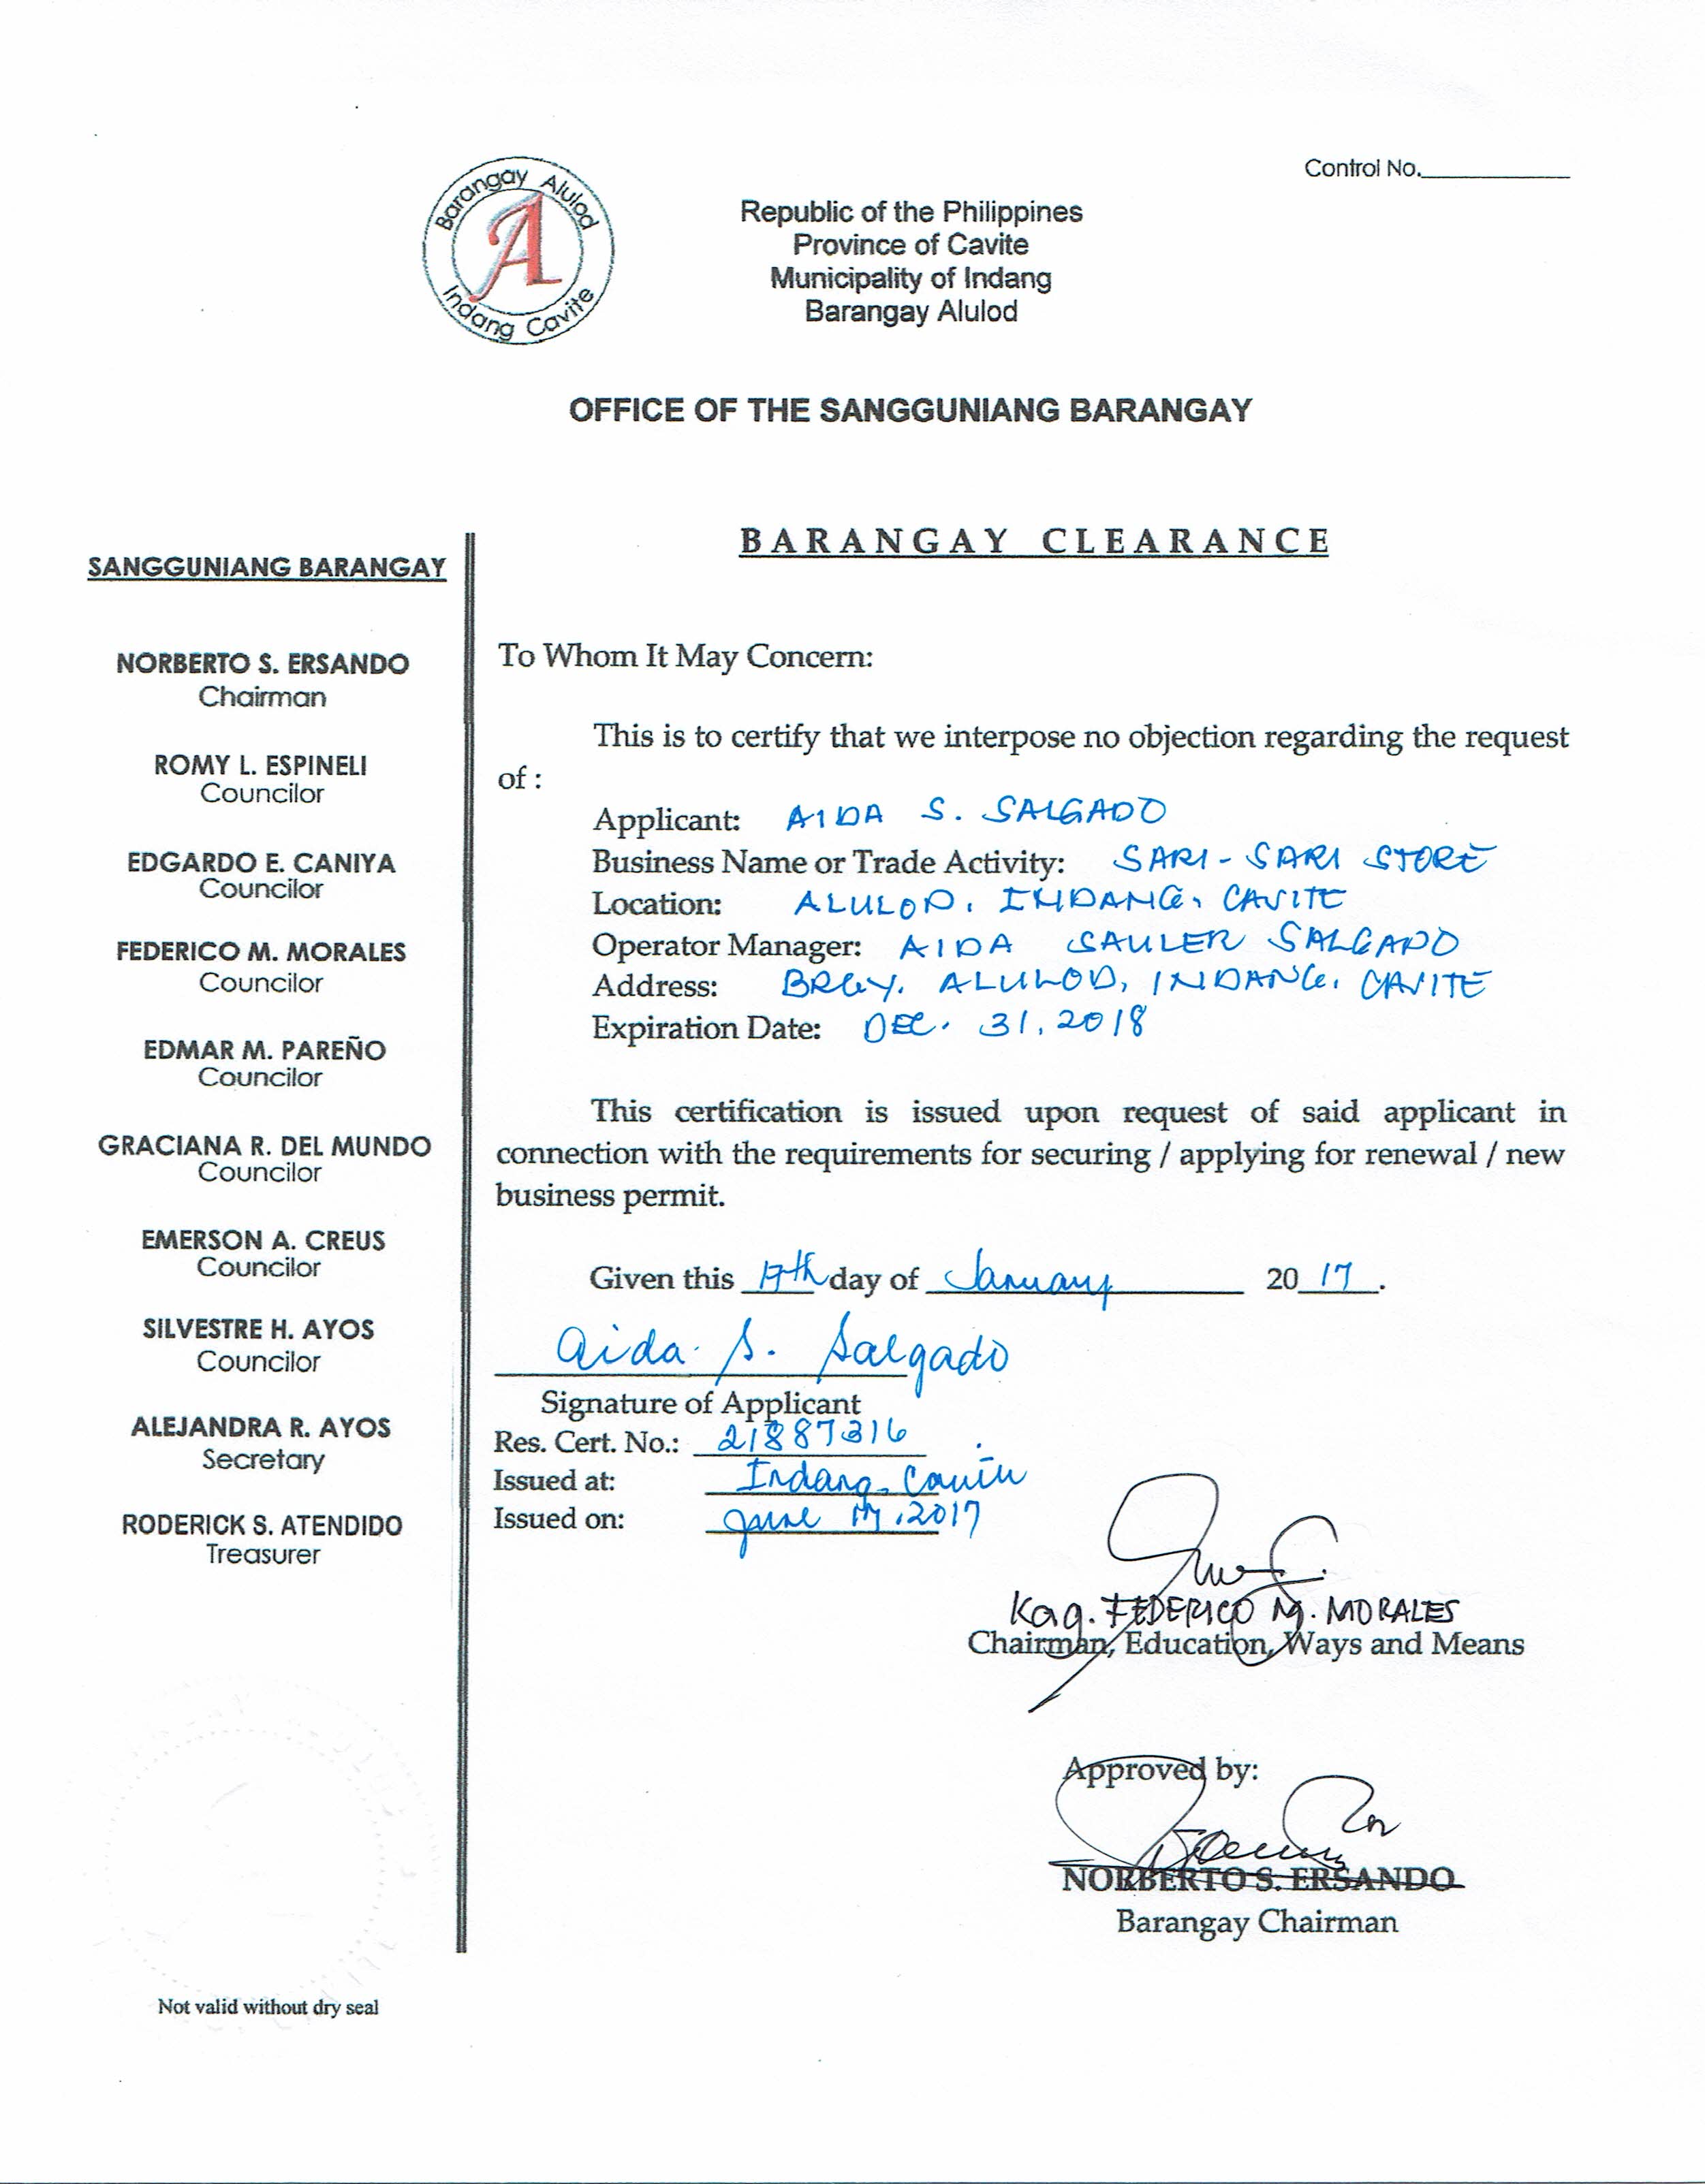 Control No.
Barangay Alulod
A
Indang Cavite
Republic of the Philippines
Province of Cavite
Municipality of Indang
Barangay Alulod
OFFICE OF THE SANGGUNIANG BARANGAY
SANGGUNIANG BARANGAY
NORBERTO S. ERSANDO
Chairman
ROMY L. ESPINELI
Councilor
EDGARDO E. CANIYA
Councilor
FEDERICO M. MORALES
Councilor
EDMAR M. PAREÑO
Councilor
GRACIANA R. DEL MUNDO
Councilor
EMERSON A. CREUS
Councilor
SILVESTRE H. AYOS
Councilor
ALEJANDRA R. AYOS
Secretary
RODERICK S. ATENDIDO
Treasurer
Not valid without dry seal
BARANGAY CLEARANCE
To Whom It May Concern:
This is to certify that we interpose no objection regarding the request
of :
Applicant: AIDA S. SALGADO
Business Name or Trade Activity: SARI-SARI STORE
Location: ALULOD, INDANG, CAVITE
Operator Manager: AIDA SAULER SALGADO
Address: BRGY. ALULOD, INDANG, CAVITE
Expiration Date: DEC. 31, 2018
This certification is issued upon request of said applicant in
connection with the requirements for securing / applying for renewal / new
business permit.
Given this 17th day of January 20 17.
Aida S. Salgado
Signature of Applicant
Res. Cert. No.: 21887316
Issued at: Indang, Cavite
Issued on: June , 2017
Kag. FEDERICO M. MORALES
Chairman, Education, Ways and Means
Approved by:
NORBERTO S. ERSANDO
Barangay Chairman